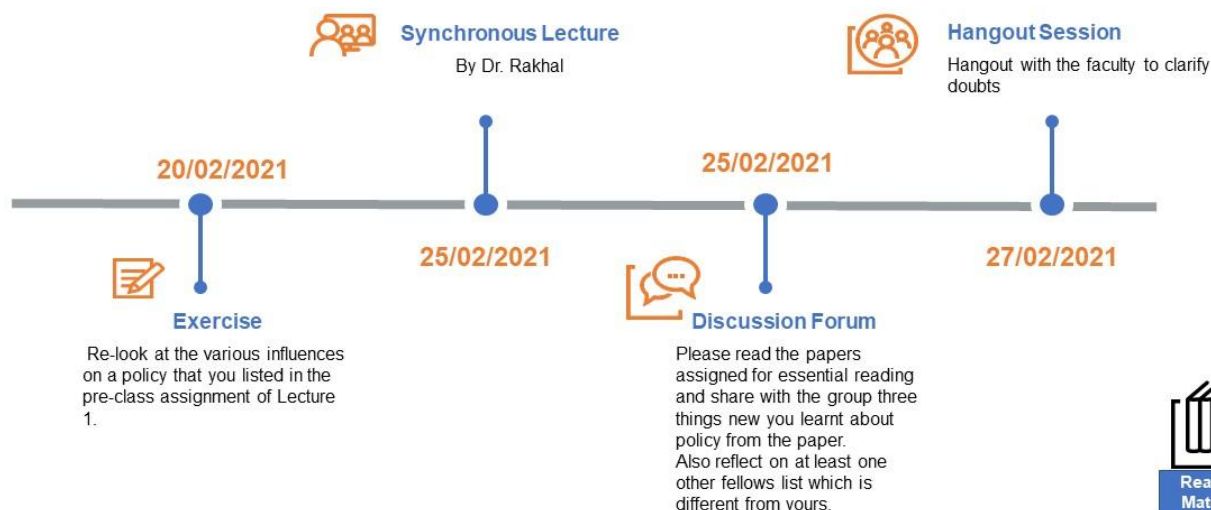 Synchronous Lecture
By Dr. Rakhal
Hangout Session
Hangout with the faculty to clarify
doubts
20/02/2021
25/02/2021
25/02/2021
27/02/2021
Exercise
Re-look at the various influences
on a policy that you listed in the
pre-class assignment of Lecture
1.
Discussion Forum
Please read the papers
assigned for essential reading
and share with the group three
things new you learnt about
policy from the paper.
Also reflect on at least one
other fellows list which is
different from yours.